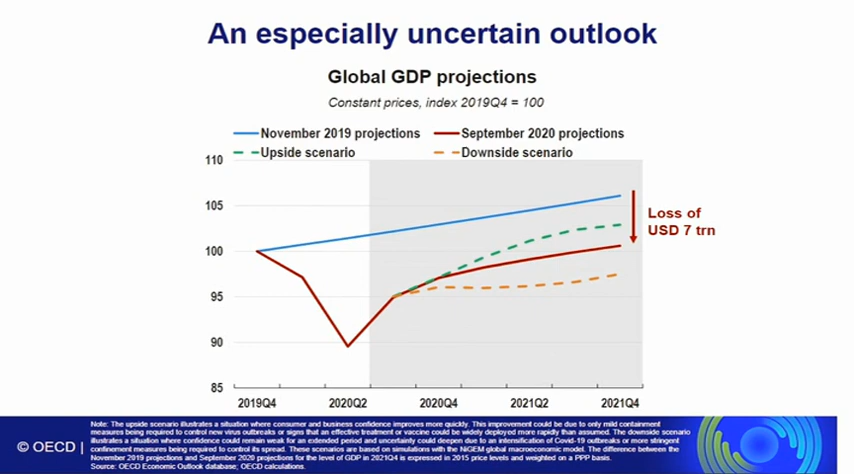 An especially uncertain outlook
Global GDP projections
Constant prices, index 2019Q4 = 100
November 2019 projections
September 2020 projections
Upside scenario
Downside scenario
110
105
100
95
90
85
2019Q4
2020Q2
2020Q4
2021Q2
2021Q4
Loss of
USD 7 trn
© OECD
Note: The upside scenario illustrates a situation where consumer and business confidence improves more quickly. This improvement could be due to only mild containment
measures being required to control new virus outbreaks or signs that an effective treatment or vaccine could be widely deployed more rapidly than assumed. The downside scenario
illustrates a situation where confidence could remain weak for an extended period and uncertainty could deepen due to an intensification of Covid-19 outbreaks or more stringent
confinement measures being required to control its spread. These scenarios are based on simulations with the NiGEM global macroeconomic model. The difference between the
November 2019 projections and September 2020 projections for the level of GDP in 2021Q4 is expressed in 2015 price levels and weighted on a PPP basis.
Source: OECD Economic Outlook database; OECD calculations.